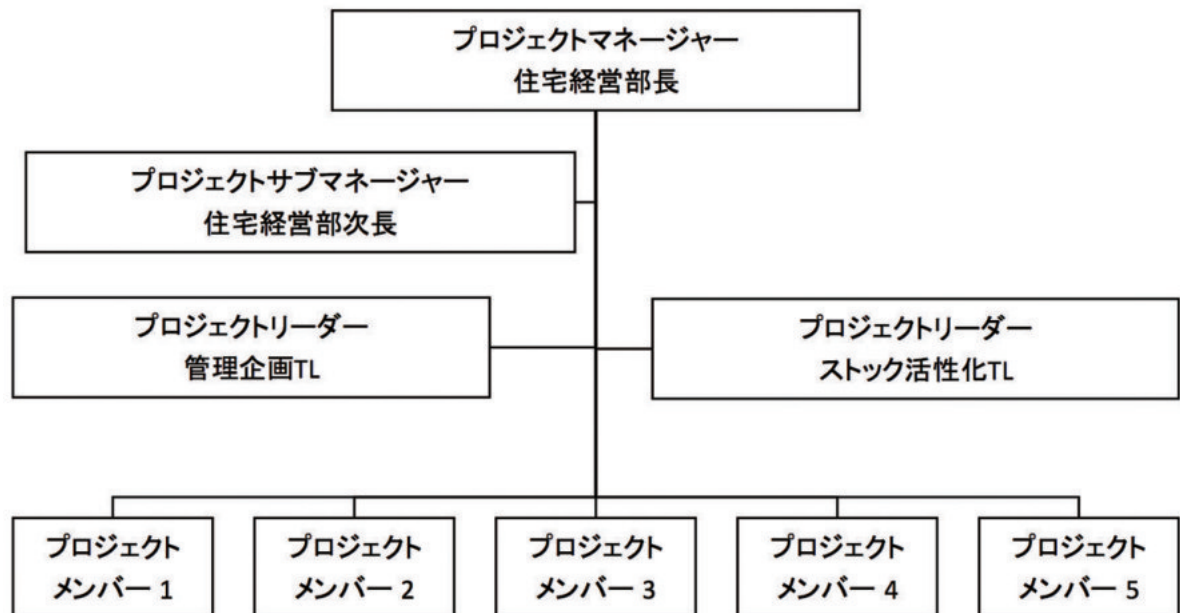 プロジェクトマネージャー
住宅経営部長
プロジェクトサブマネージャー
住宅経営部次長
プロジェクトリーダー
管理企画TL
プロジェクトリーダー
ストック活性化TL
プロジェクト
メンバー 1
プロジェクト
メンバー 2
プロジェクト
メンバー 3
プロジェクト
メンバー 4
プロジェクト
メンバー 5